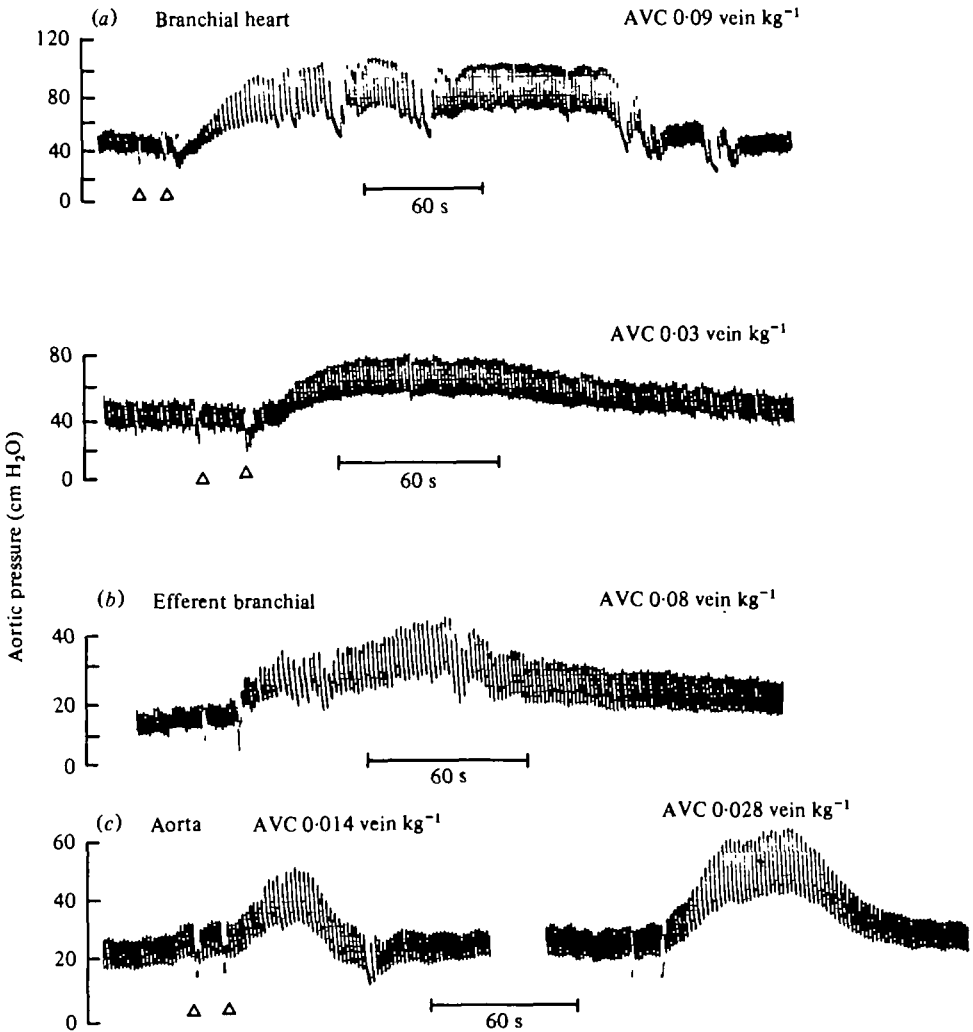 (a) Branchial heart AVC 0·09 vein kg⁻¹
120
80
40
0
△ △
60 s
AVC 0·03 vein kg⁻¹
80
40
0
△ △
60 s
Aortic pressure (cm H₂O)
(b) Efferent branchial AVC 0·08 vein kg⁻¹
40
20
0
60 s
(c) Aorta AVC 0·014 vein kg⁻¹ AVC 0·028 vein kg⁻¹
60
40
20
0
△ △
60 s